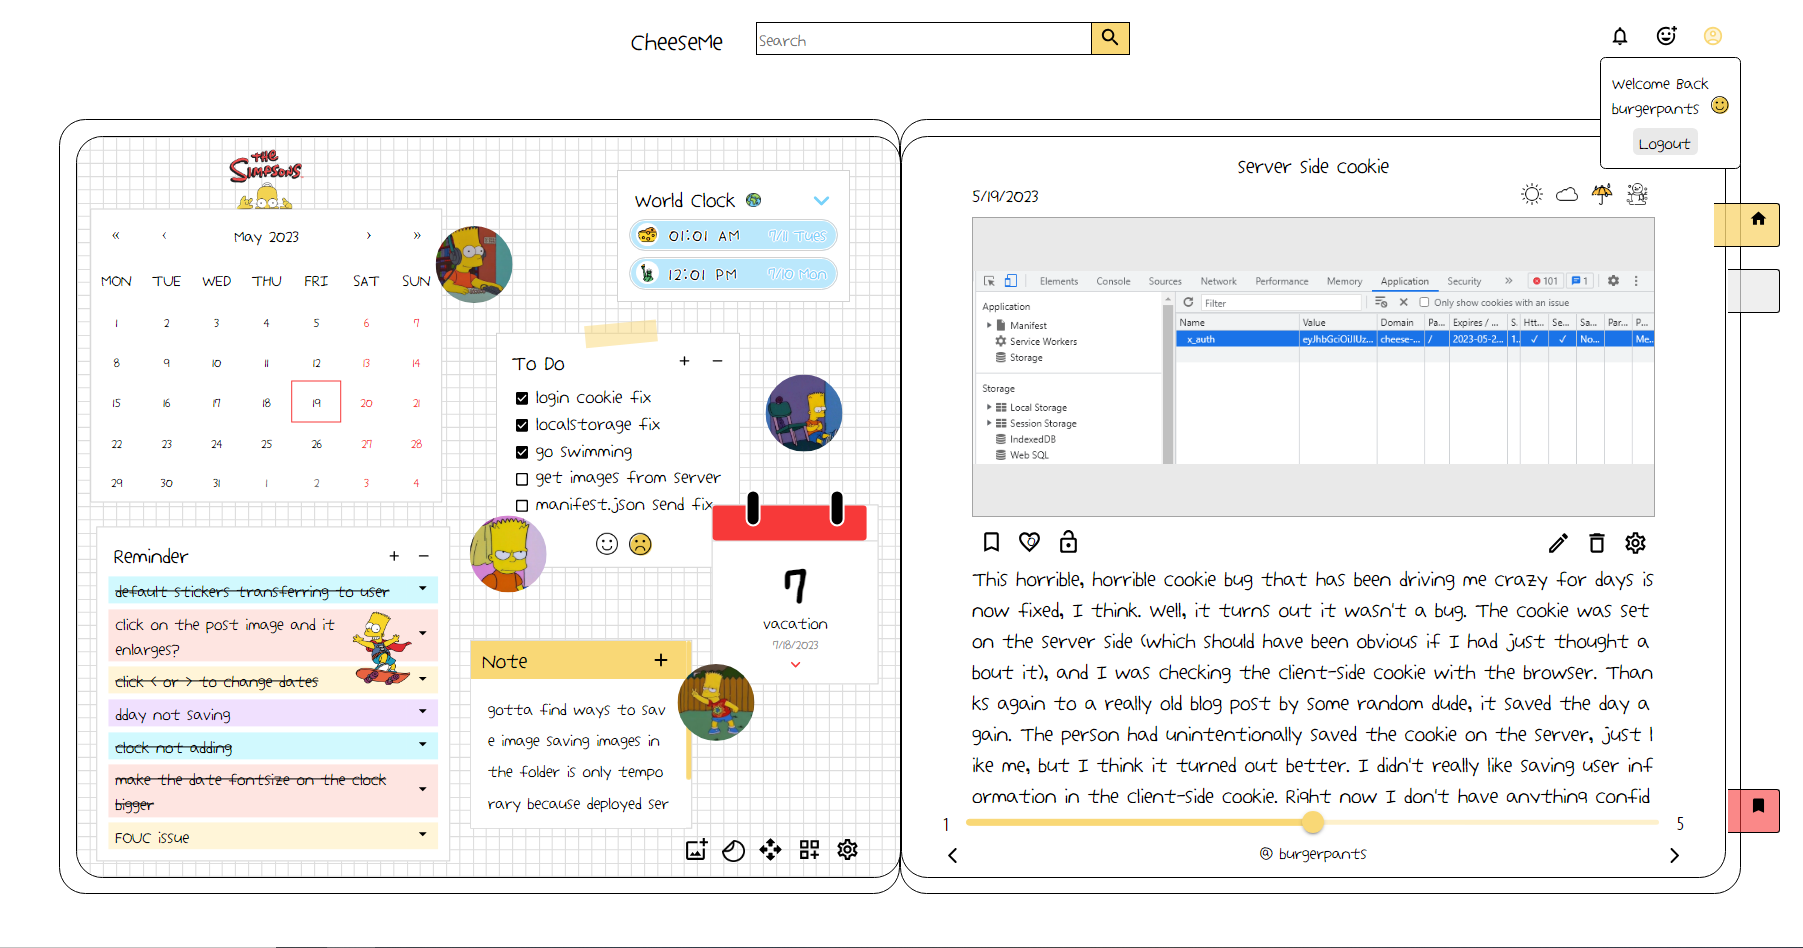 CheeseMe
Search
Welcome Back
burgerpants
Logout
THE
SIMPSONS
« ‹ May 2023 › »
MON TUE WED THU FRI SAT SUN
1 2 3 4 5 6 7
8 9 10 11 12 13 14
15 16 17 18 19 20 21
22 23 24 25 26 27 28
29 30 31 1 2 3 4
World Clock
01:01 AM 7/11 Tues
12:01 PM 7/10 Mon
To Do + −
login cookie fix
localstorage fix
go swimming
get images from server
manifest.json send fix
Reminder + −
default stickers transferring to user
click on the post image and it
enlarges?
click < or > to change dates
dday not saving
clock not adding
make the date fontsize on the clock
bigger
FOUC issue
7
vacation
7/18/2023
Note +
gotta find ways to sav
e image saving images in
the folder is only tempo
rary because deployed ser
Server Side cookie
5/19/2023
Elements Console Sources Network Performance Memory Application Security » 101 1
Application
Manifest
Service Workers
Storage
Storage
Local Storage
Session Storage
IndexedDB
Web SQL
Filter
Only show cookies with an issue
Name Value Domain Pa... Expires / ... S. Htt... Se... Sa... Par... P...
x_auth eyJhbGciOiJIUz... cheese-... / 2023-05-2... 1. ✓ ✓ No... Me...
This horrible, horrible cookie bug that has been driving me crazy for days is
now fixed, I think. Well, it turns out it wasn't a bug. The cookie was set
on the server side (which should have been obvious if I had just thought a
bout it), and I was checking the client-side cookie with the browser. Than
ks again to a really old blog post by some random dude, it saved the day a
gain. The person had unintentionally saved the cookie on the server, just l
ike me, but I think it turned out better. I didn't really like saving user inf
ormation in the client-side cookie. Right now I don't have anything confid
1 5
@ burgerpants